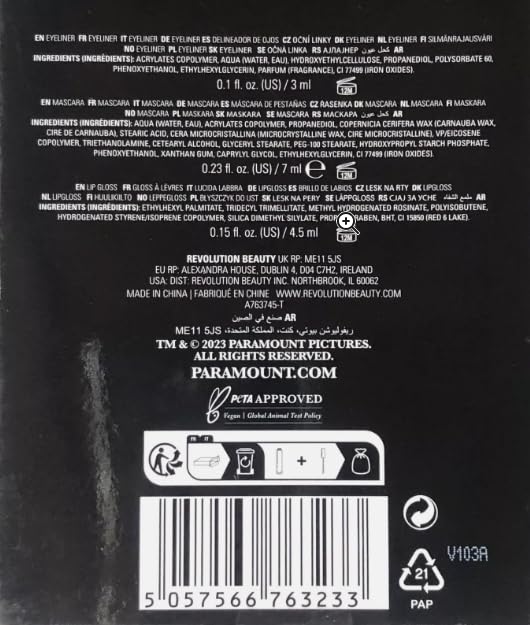 EN EYELINER FR EYELINER IT EYELINER DE EYELINER ES DELINEADOR DE OJOS CZ OČNÍ LINKY DK EYELINER NL EYELINER FI SILMÄNRAJAUSVÄRI
NO EYELINER PL EYELINER SK EYELINER SE OČNÁ LINKA RS АЈЛАЈНЕР كحل عيون AR
INGREDIENTS (INGRÉDIENTS): ACRYLATES COPOLYMER, AQUA (WATER, EAU), HYDROXYETHYLCELLULOSE, PROPANEDIOL, POLYSORBATE 60,
PHENOXYETHANOL, ETHYLHEXYLGLYCERIN, PARFUM (FRAGRANCE), CI 77499 (IRON OXIDES).
0.1 fl. oz. (US) / 3 ml 12M
EN MASCARA FR MASCARA IT MASCARA DE MASCARA ES MÁSCARA DE PESTAÑAS CZ RASENKA DK MASCARA NL MASCARA FI MASKARA
NO MASKARA PL MASKARA SK MASKARA SE MASCARA RS МАСКАРА كحل عيون AR
INGREDIENTS (INGRÉDIENTS): AQUA (WATER, EAU), ACRYLATES COPOLYMER, PROPANEDIOL, COPERNICIA CERIFERA WAX (CARNAUBA WAX,
CIRE DE CARNAUBA), STEARIC ACID, CERA MICROCRISTALLINA (MICROCRYSTALLINE WAX, CIRE MICROCRISTALLINE), VP/EICOSENE
COPOLYMER, TRIETHANOLAMINE, CETEARYL ALCOHOL, GLYCERYL STEARATE, PEG-100 STEARATE, HYDROXYPROPYL STARCH PHOSPHATE,
PHENOXYETHANOL, XANTHAN GUM, CAPRYLYL GLYCOL, ETHYLHEXYLGLYCERIN, CI 77499 (IRON OXIDES).
0.23 fl. oz. (US) / 7 ml ℮ 12M
EN LIP GLOSS FR GLOSS À LÈVRES IT LUCIDA LABBRA DE LIPGLOSS ES BRILLO DE LABIOS CZ LESK NA RTY DK LIPGLOSS
NL LIPGLOSS FI HUULIKIILTO NO LEPPEGLOSS PL BŁYSZCZYK DO UST SK LESK NA PERY SE LÄPPGLOSS RS СЈАЈ ЗА УСНЕ ملمع الشفاه AR
INGREDIENTS (INGRÉDIENTS): ETHYLHEXYL PALMITATE, TRIDECYL TRIMELLITATE, METHYL HYDROGENATED ROSINATE, POLYISOBUTENE,
HYDROGENATED STYRENE/ISOPRENE COPOLYMER, SILICA DIMETHYL SILYLATE, BHT, CI 15850 (RED 6 LAKE).
0.15 fl. oz. (US) / 4.5 ml 12M
REVOLUTION BEAUTY UK RP: ME11 5JS
EU RP: ALEXANDRA HOUSE, DUBLIN 4, D04 C7H2, IRELAND
USA: DIST: REVOLUTION BEAUTY INC. NORTHBROOK, IL 60062
MADE IN CHINA | FABRIQUÉ EN CHINE WWW.REVOLUTIONBEAUTY.COM
A763745-T
صنع في الصين AR
ريفوليوشن بيوتي، كنت، المملكة المتحدة، ME11 5JS
TM & © 2023 PARAMOUNT PICTURES.
ALL RIGHTS RESERVED.
PARAMOUNT.COM
PETA APPROVED
Vegan | Global Animal Test Policy
FR IT
+
5 057566 763233
V103A
21
PAP